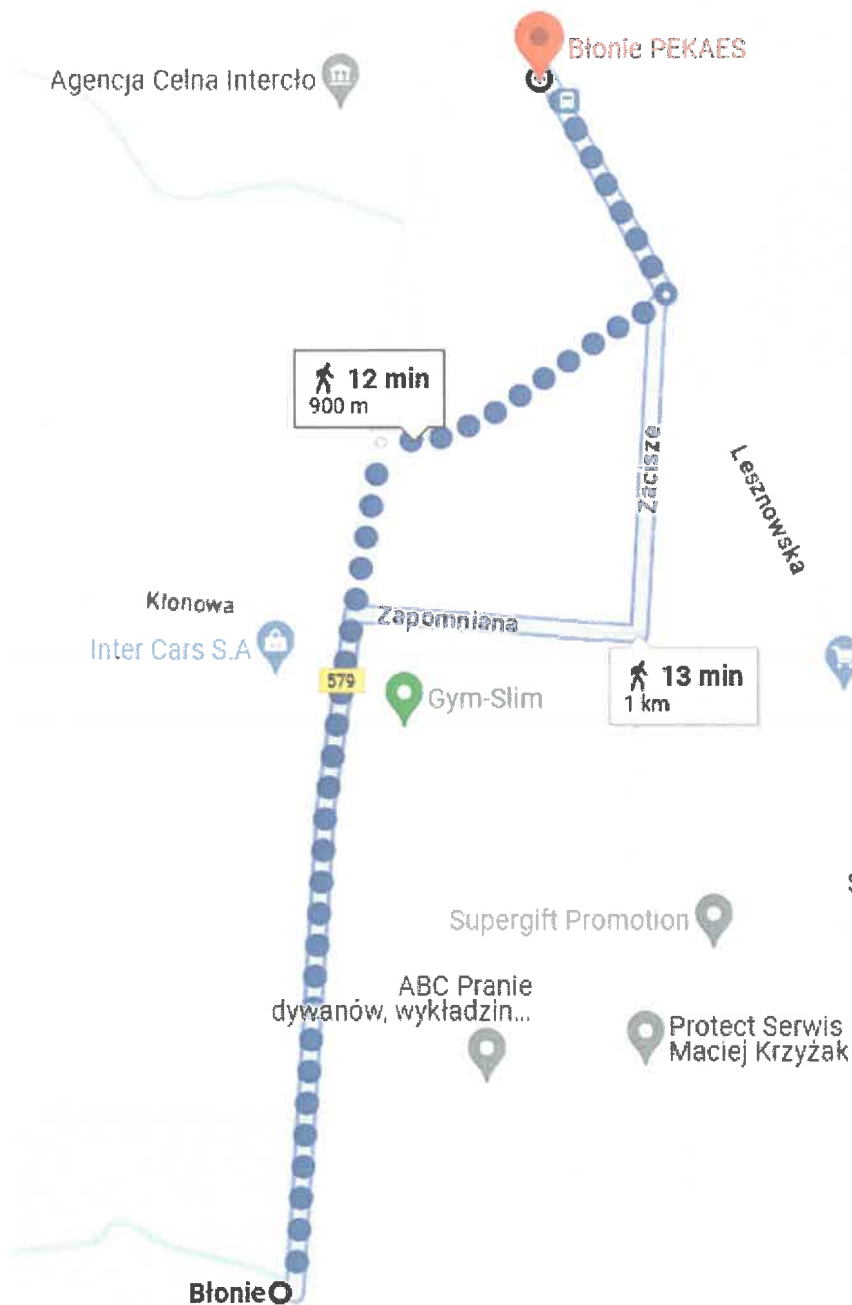 Błonie PEKAES
Agencja Celna Intercło
12 min
900 m
Zacisze
Lesznowska
Klonowa
Zapomniana
Inter Cars S.A
579
Gym-Slim
13 min
1 km
S
Supergift Promotion
ABC Pranie
dywanów, wykładzin...
Protect Serwis
Maciej Krzyżak
Błonie